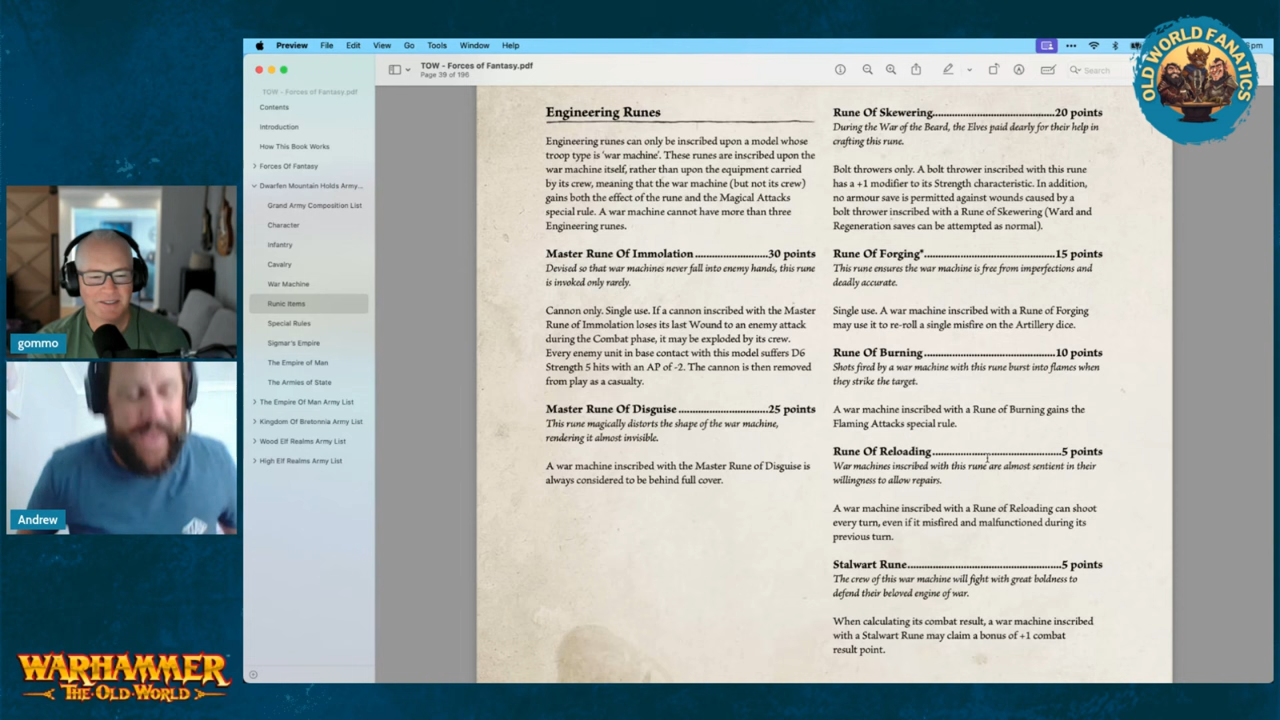 Preview File Edit View Go Tools Window Help
TOW - Forces of Fantasy.pdf
Page 39 of 196
Search
OLD WORLD FANATICS
TOW - Forces of Fantasy.pdf
Contents
Introduction
How This Book Works
Forces Of Fantasy
Dwarfen Mountain Holds Army...
Grand Army Composition List
Character
Infantry
Cavalry
War Machine
Runic Items
Special Rules
Sigmar's Empire
The Empire of Man
The Armies of State
The Empire Of Man Army List
Kingdom Of Bretonnia Army List
Wood Elf Realms Army List
High Elf Realms Army List
gommo
Andrew
WARHAMMER
THE OLD WORLD
Engineering Runes
Engineering runes can only be inscribed upon a model whose
troop type is 'war machine'. These runes are inscribed upon the
war machine itself, rather than upon the equipment carried
by its crew, meaning that the war machine (but not its crew)
gains both the effect of the rune and the Magical Attacks
special rule. A war machine cannot have more than three
Engineering runes.
Master Rune Of Immolation ........................30 points
Devised so that war machines never fall into enemy hands, this rune
is invoked only rarely.
Cannon only. Single use. If a cannon inscribed with the Master
Rune of Immolation loses its last Wound to an enemy attack
during the Combat phase, it may be exploded by its crew.
Every enemy unit in base contact with this model suffers D6
Strength 5 hits with an AP of -2. The cannon is then removed
from play as a casualty.
Master Rune Of Disguise .............................25 points
This rune magically distorts the shape of the war machine,
rendering it almost invisible.
A war machine inscribed with the Master Rune of Disguise is
always considered to be behind full cover.
Rune Of Skewering.......................................20 points
During the War of the Beard, the Elves paid dearly for their help in
crafting this rune.
Bolt throwers only. A bolt thrower inscribed with this rune
has a +1 modifier to its Strength characteristic. In addition,
no armour save is permitted against wounds caused by a
bolt thrower inscribed with a Rune of Skewering (Ward and
Regeneration saves can be attempted as normal).
Rune Of Forging*..........................................15 points
This rune ensures the war machine is free from imperfections and
deadly accurate.
Single use. A war machine inscribed with a Rune of Forging
may use it to re-roll a single misfire on the Artillery dice.
Rune Of Burning ..........................................10 points
Shots fired by a war machine with this rune burst into flames when
they strike the target.
A war machine inscribed with a Rune of Burning gains the
Flaming Attacks special rule.
Rune Of Reloading.........................................5 points
War machines inscribed with this rune are almost sentient in their
willingness to allow repairs.
A war machine inscribed with a Rune of Reloading can shoot
every turn, even if it misfired and malfunctioned during its
previous turn.
Stalwart Rune.................................................5 points
The crew of this war machine will fight with great boldness to
defend their beloved engine of war.
When calculating its combat result, a war machine inscribed
with a Stalwart Rune may claim a bonus of +1 combat
result point.